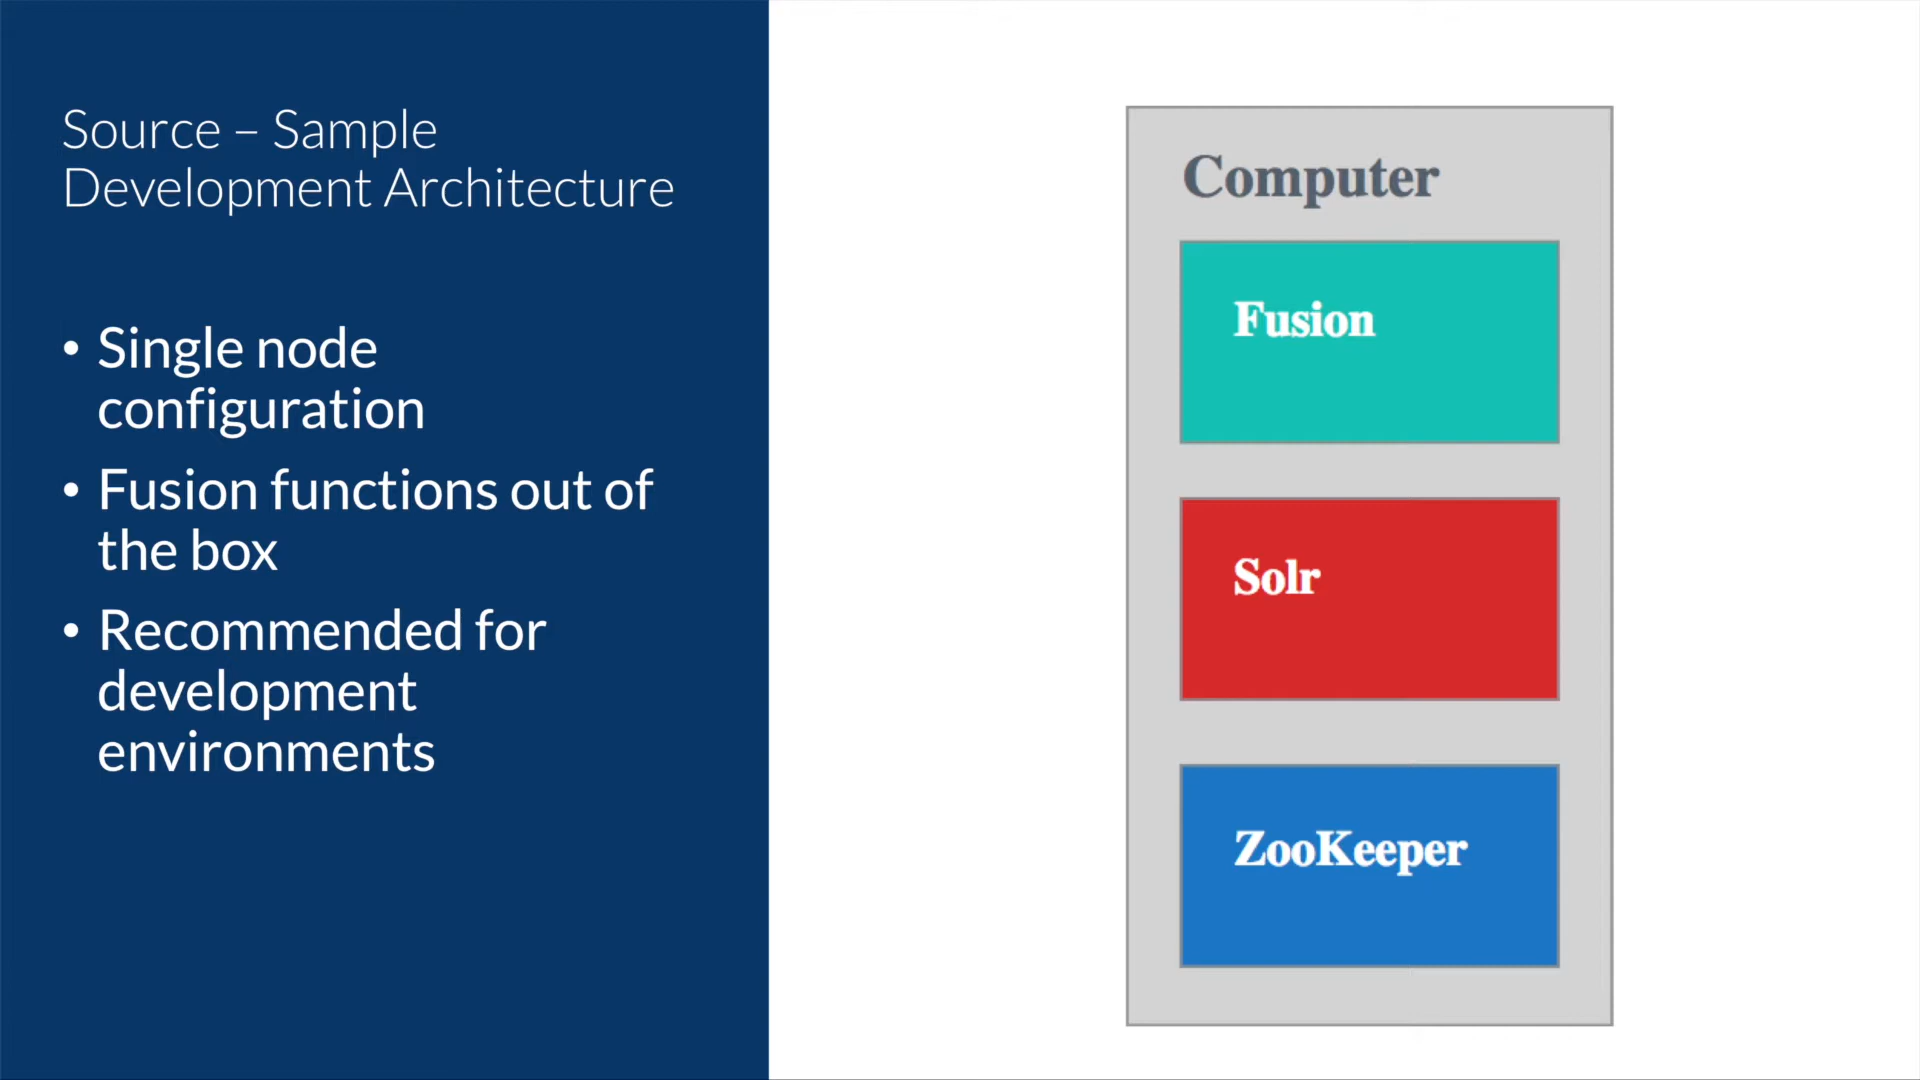 Source – Sample
Development Architecture
• Single node
configuration
• Fusion functions out of
the box
• Recommended for
development
environments
Computer
Fusion
Solr
ZooKeeper